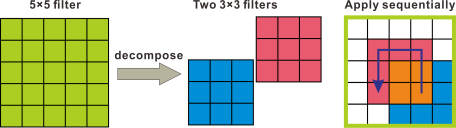 5×5 filter
decompose
Two 3×3 filters
Apply sequentially